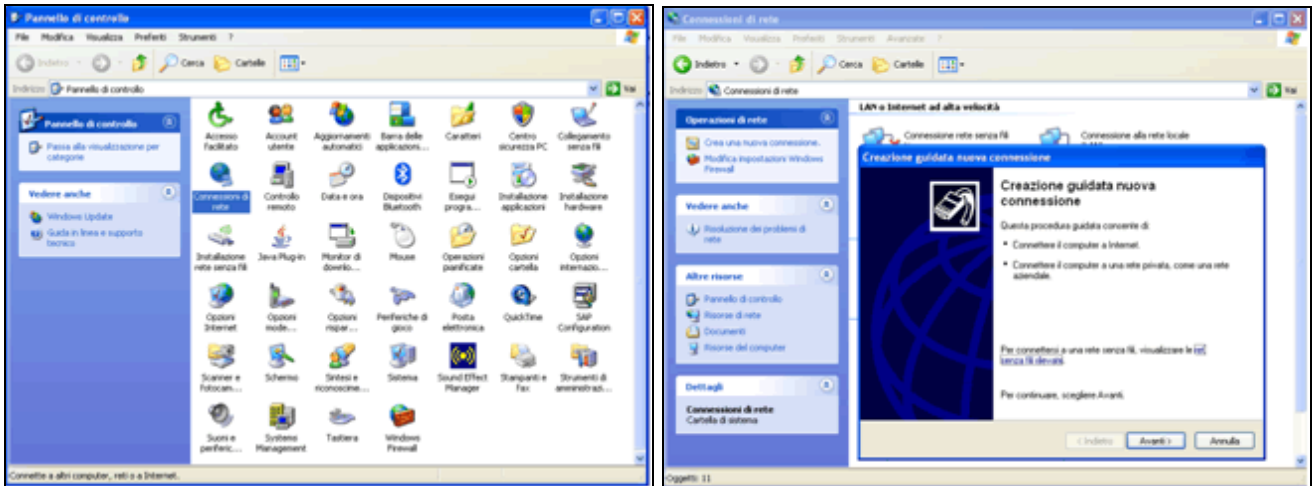 Pannello di controllo
File Modifica Visualizza Preferiti Strumenti ?
Indietro Cerca Cartelle
Indirizzo Pannello di controllo Vai
Pannello di controllo
Passa alla visualizzazione per
categorie
Vedere anche
Windows Update
Guida in linea e supporto
tecnico
Accesso
facilitato
Account
utente
Aggiornamenti
automatici
Barra delle
applicazioni...
Caratteri
Centro
sicurezza PC
Collegamento
senza fili
Connessioni di
rete
Controllo
remoto
Data e ora
Dispositivi
Bluetooth
Esegui
progra...
Installazione
applicazioni
Installazione
hardware
Installazione
rete senza fili
Java Plug-in
Monitor di
downlo...
Mouse
Operazioni
pianificate
Opzioni
cartella
Opzioni
internazio...
Opzioni
Internet
Opzioni
mode...
Opzioni
rispar...
Periferiche di
gioco
Posta
elettronica
QuickTime
SAP
Configuration
Scanner e
fotocam...
Schermo
Sintesi e
riconoscime...
Sistema
Sound Effect
Manager
Stampanti e
fax
Strumenti di
amministrazi...
Suoni e
periferic...
Systems
Management
Tastiera
Windows
Firewall
Connette a altri computer, reti o a Internet.
Connessioni di rete
File Modifica Visualizza Preferiti Strumenti Avanzate ?
Indietro Cerca Cartelle
Indirizzo Connessioni di rete Vai
Operazioni di rete
Crea una nuova connessione.
Modifica impostazioni Windows
Firewall
Vedere anche
Risoluzione dei problemi di
rete
Altre risorse
Pannello di controllo
Risorse di rete
Documenti
Risorse del computer
Dettagli
Connessioni di rete
Cartella di sistema
LAN o Internet ad alta velocità
Connessione rete senza fili
Connessione alla rete locale
Creazione guidata nuova connessione
Creazione guidata nuova
connessione
Questa procedura guidata consente di:
• Connettere il computer a Internet.
• Connettere il computer a una rete privata, come una rete
aziendale.
Per connettersi a una rete senza fili, visualizzare le ret
senza fili rilevate.
Per continuare, scegliere Avanti.
< Indietro Avanti > Annulla
Oggetti: 11